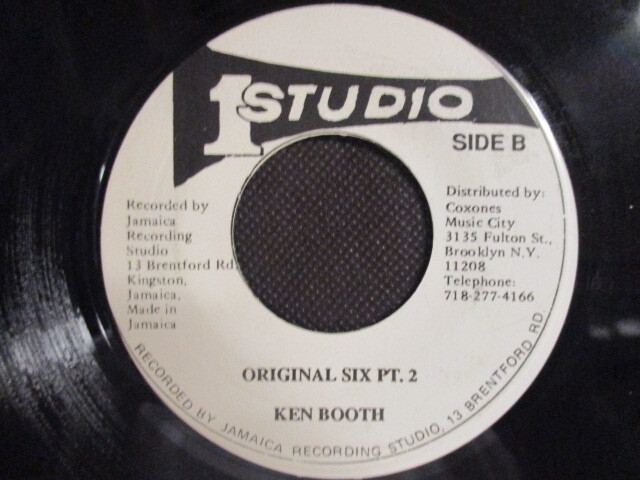 1 STUDIO
SIDE B
Recorded by
Jamaica
Recording
Studio
13 Brentford Rd.
Kingston,
Jamaica.
Made in
Jamaica
Distributed by:
Coxones
Music City
3135 Fulton St.,
Brooklyn N.Y.
11208
Telephone:
718-277-4166
ORIGINAL SIX PT. 2
KEN BOOTH
RECORDED BY JAMAICA RECORDING STUDIO, 13 BRENTFORD RD.